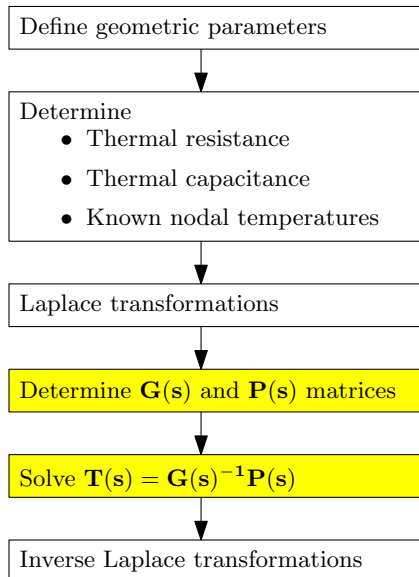 Define geometric parameters
Determine
• Thermal resistance
• Thermal capacitance
• Known nodal temperatures
Laplace transformations
Determine G(s) and P(s) matrices
Solve T(s) = G(s)⁻¹P(s)
Inverse Laplace transformations